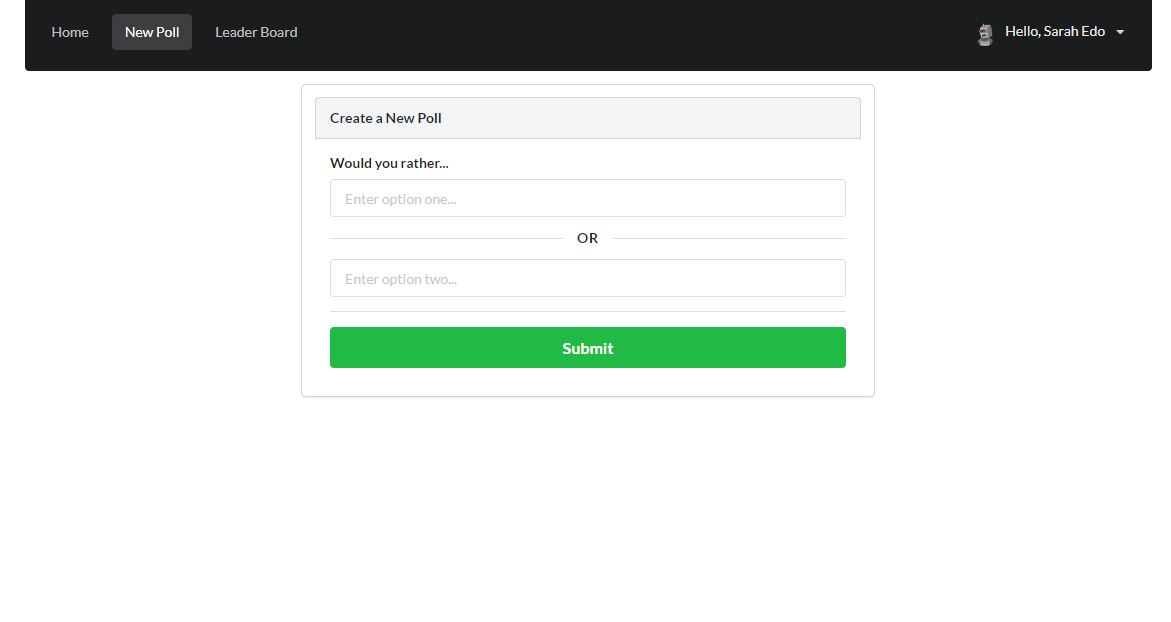 Home New Poll Leader Board Hello, Sarah Edo
Create a New Poll
Would you rather...
Enter option one...
OR
Enter option two...
Submit